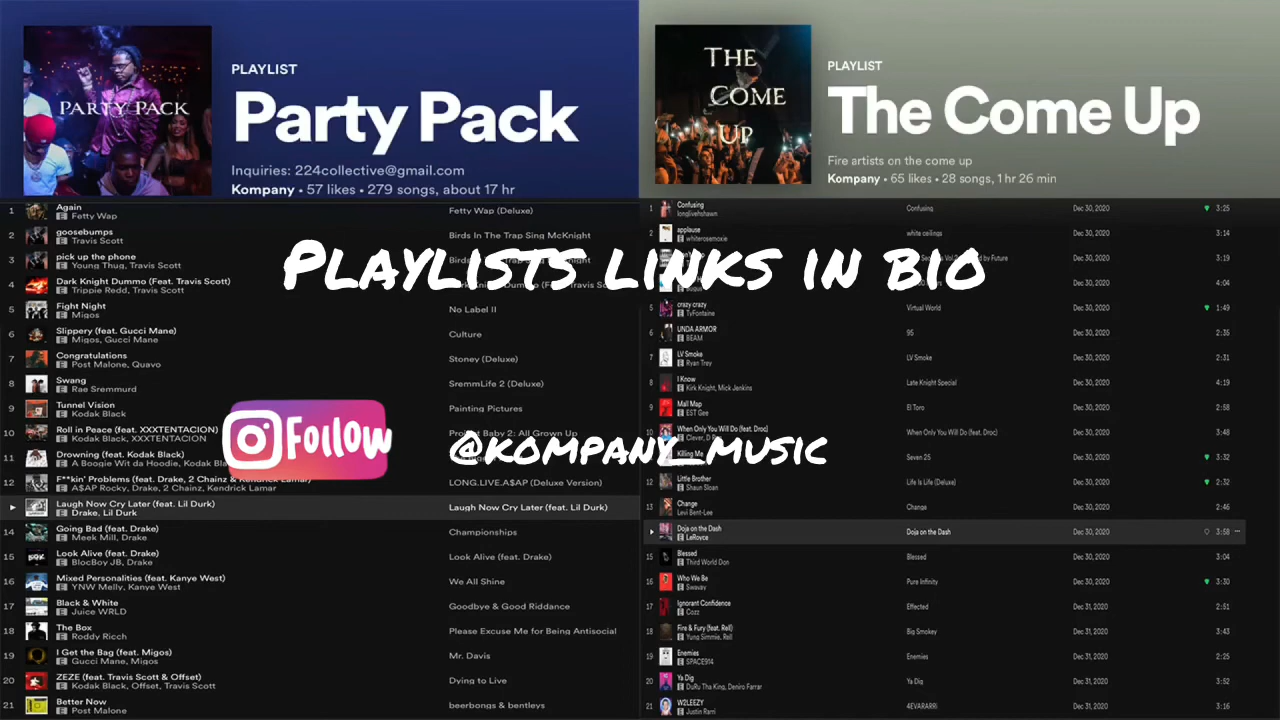 PARTY PACK
PLAYLIST
Party Pack
Inquiries: 224collective@gmail.com
Kompany • 57 likes • 279 songs, about 17 hr
THE
COME
UP
PLAYLIST
The Come Up
Fire artists on the come up
Kompany • 65 likes • 28 songs, 1 hr 26 min
PLAYLISTS LINKS IN BIO
Follow
@KOMPANY_MUSIC
1 Again Fetty Wap (Deluxe)
E Fetty Wap
2 goosebumps Birds In The Trap Sing McKnight
E Travis Scott
3 pick up the phone
E Young Thug, Travis Scott
4 Dark Knight Dummo (Feat. Travis Scott)
E Trippie Redd, Travis Scott
5 Fight Night No Label II
E Migos
6 Slippery (feat. Gucci Mane) Culture
E Migos, Gucci Mane
7 Congratulations Stoney (Deluxe)
E Post Malone, Quavo
8 Swang SremmLife 2 (Deluxe)
E Rae Sremmurd
9 Tunnel Vision Painting Pictures
E Kodak Black
10 Roll in Peace (feat. XXXTENTACION) Project Baby 2: All Grown Up
E Kodak Black, XXXTENTACION
11 Drowning (feat. Kodak Black)
E A Boogie Wit da Hoodie, Kodak
12 F**kin' Problems (feat. Drake, 2 Chainz & Kendrick Lamar) LONG.LIVE.A$AP (Deluxe Version)
E A$AP Rocky, Drake, 2 Chainz, Kendrick Lamar
Laugh Now Cry Later (feat. Lil Durk) Laugh Now Cry Later (feat. Lil Durk)
E Drake, Lil Durk
14 Going Bad (feat. Drake) Championships
E Meek Mill, Drake
15 Look Alive (feat. Drake) Look Alive (feat. Drake)
E BlocBoy JB, Drake
16 Mixed Personalities (feat. Kanye West) We All Shine
E YNW Melly, Kanye West
17 Black & White Goodbye & Good Riddance
E Juice WRLD
18 The Box Please Excuse Me for Being Antisocial
E Roddy Ricch
19 I Get the Bag (feat. Migos) Mr. Davis
E Gucci Mane, Migos
20 ZEZE (feat. Travis Scott & Offset) Dying to Live
E Kodak Black, Offset, Travis Scott
21 Better Now beerbongs & bentleys
E Post Malone
1 Confusing Confusing Dec 30, 2020 3:25
longlivehshawn
2 applause white ceilings Dec 30, 2020 3:14
E whiterosemoxie
Dec 30, 2020 3:19
Dec 30, 2020 4:04
5 crazy crazy Virtual World Dec 30, 2020 1:49
E TyFontaine
6 UNDA ARMOR 95 Dec 30, 2020 2:35
E BEAM
7 LV Smoke LV Smoke Dec 30, 2020 2:31
E Ryan Trey
8 I Know Late Knight Special Dec 30, 2020 4:19
E Kirk Knight, Mick Jenkins
9 Mall Map El Toro Dec 30, 2020 2:58
E EST Gee
10 When Only You Will Do (feat. Droc) When Only You Will Do (feat. Droc) Dec 30, 2020 3:48
E Clever,
Killing Me Seven 25 Dec 30, 2020 3:32
12 Little Brother Life Is Life (Deluxe) Dec 30, 2020 2:32
E Shaun Sloan
13 Change Change Dec 30, 2020 2:46
E Levi Bent-Lee
Doja on the Dash Doja on the Dash Dec 30, 2020 3:58 •••
E LeRoyce
15 Blessed Blessed Dec 30, 2020 3:04
E Third World Don
16 Who We Be Pure Infinity Dec 30, 2020 3:30
E Swavay
17 Ignorant Confidence Effected Dec 31, 2020 2:51
E Cozz
18 Fire & Fury (feat. Rell) Big Smokey Dec 31, 2020 3:43
E Yung Simmie, Rell
19 Enemies Enemies Dec 31, 2020 2:25
E SPACE914
20 Ya Dig Ya Dig Dec 31, 2020 3:52
E DuRu Tha King, Deniro Farrar
21 W2LEEZY 4EVARARRi Dec 31, 2020 3:16
E Justin Rarri